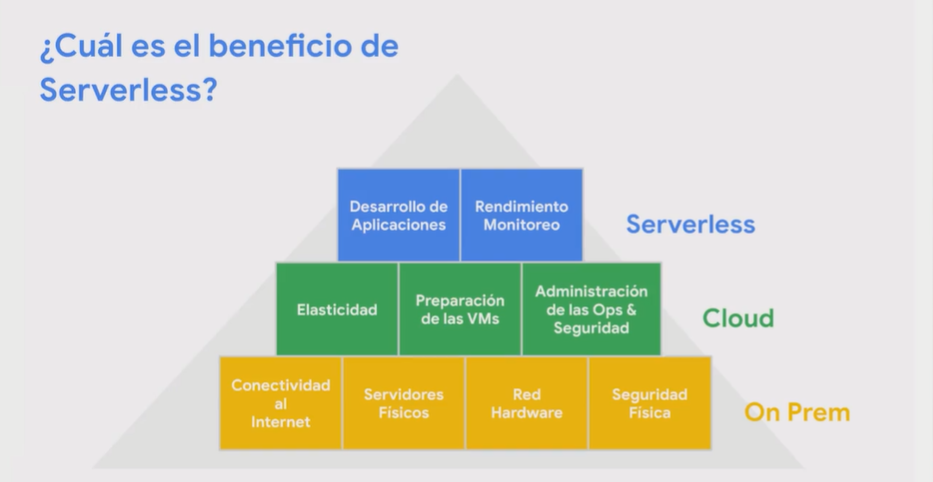 ¿Cuál es el beneficio de
Serverless?
Desarrollo de
Aplicaciones
Rendimiento
Monitoreo
Serverless
Elasticidad
Preparación
de las VMs
Administración
de las Ops &
Seguridad
Cloud
Conectividad
al
Internet
Servidores
Físicos
Red
Hardware
Seguridad
Física
On Prem